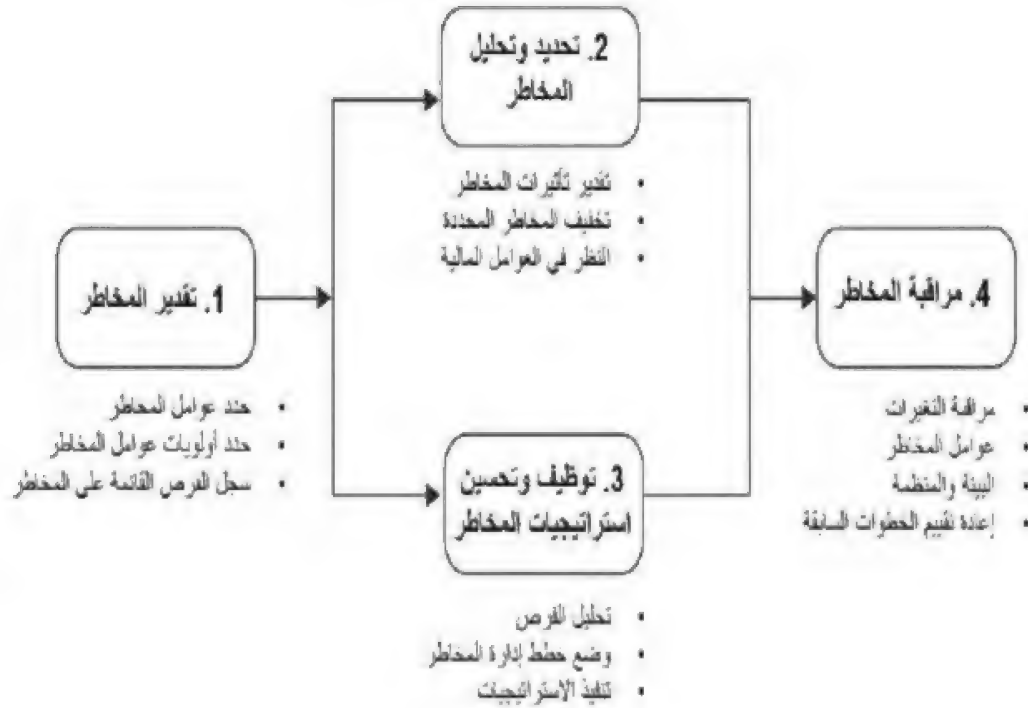 1. تقدير المخاطر
حدد عوامل المخاطر
حدد أولويات عوامل المخاطر
سجل الفرص القائمة على المخاطر
2. تحديد وتحليل
المخاطر
تقدير تأثيرات المخاطر
تخفيف المخاطر المحددة
النظر في العوامل المالية
3. توظيف وتحسين
استراتيجيات المخاطر
تحليل الفرص
وضع خطط إدارة المخاطر
تنفيذ الاستراتيجيات
4. مراقبة المخاطر
مراقبة التغيرات
عوامل المخاطر
البيئة والمنظمة
إعادة تقييم الخطوات السابقة